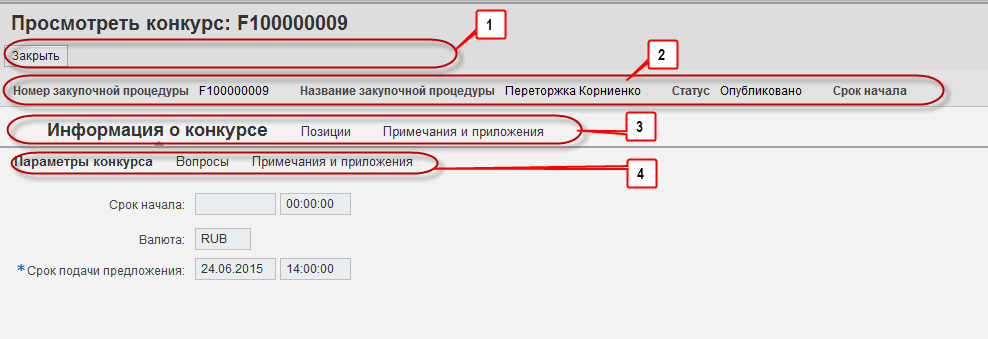 Просмотреть конкурс: F100000009
1
Закрыть
2
Номер закупочной процедуры F100000009 Название закупочной процедуры Переторжка Корниенко Статус Опубликовано Срок начала
Информация о конкурсе Позиции Примечания и приложения
3
Параметры конкурса Вопросы Примечания и приложения
4
Срок начала: 00:00:00
Валюта: RUB
* Срок подачи предложения: 24.06.2015 14:00:00